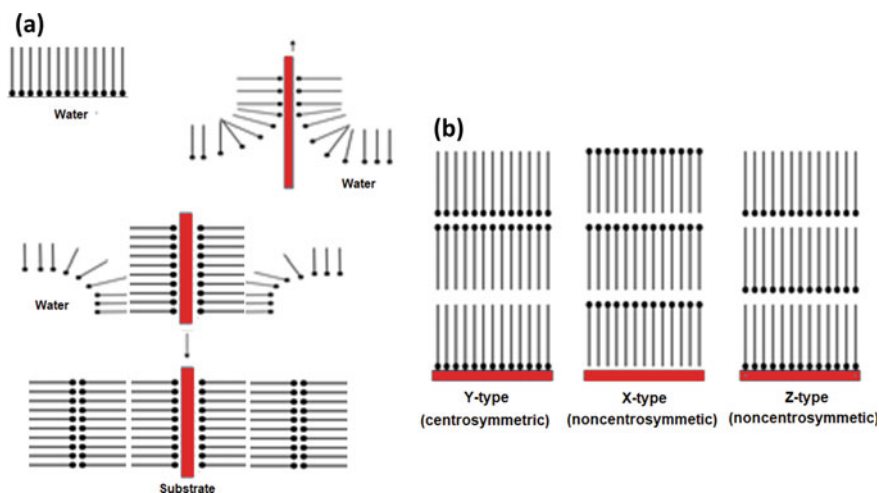 (a)
Water
Water
Water
Substrate
(b)
Y-type
(centrosymmetric)
X-type
(noncentrosymmetic)
Z-type
(noncentrosymmetic)